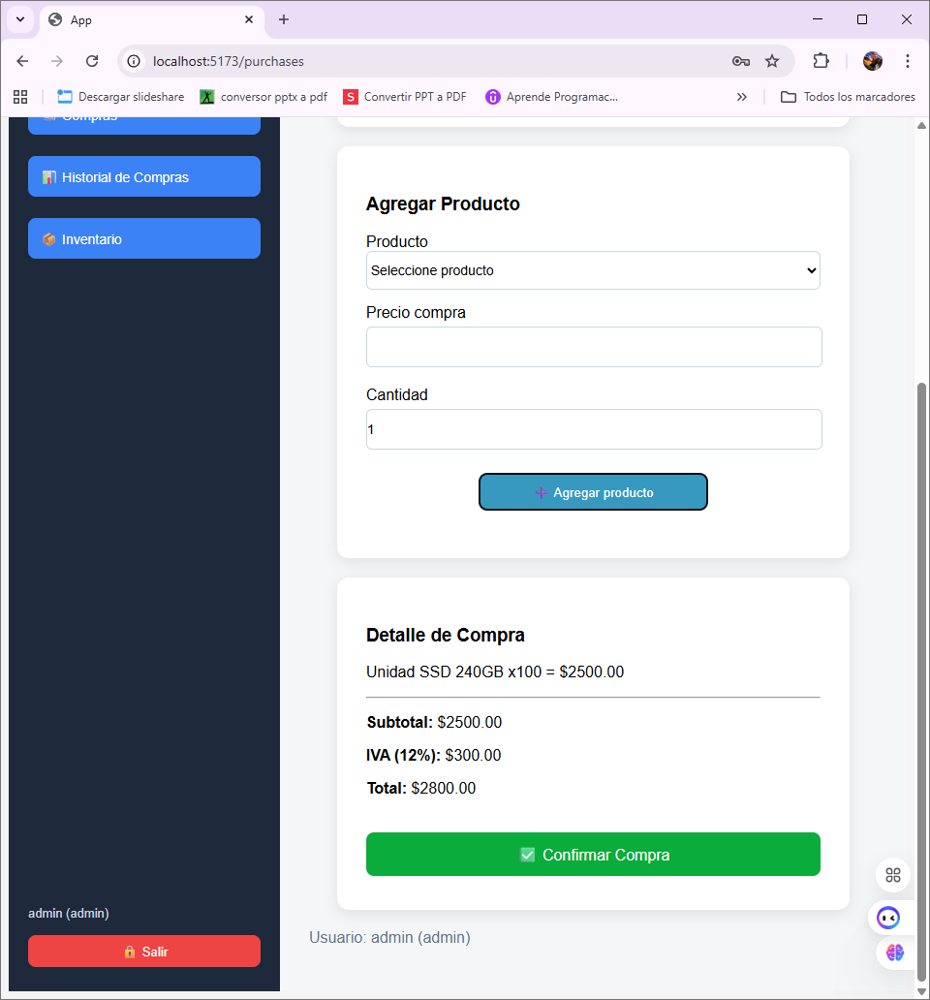 App
localhost:5173/purchases
Descargar slideshare
conversor pptx a pdf
S
Convertir PPT a PDF
Aprende Programac...
Todos los marcadores
Compras
Historial de Compras
Inventario
Agregar Producto
Producto
Seleccione producto
Precio compra
Cantidad
1
Agregar producto
Detalle de Compra
Unidad SSD 240GB x100 = $2500.00
Subtotal: $2500.00
IVA (12%): $300.00
Total: $2800.00
Confirmar Compra
admin (admin)
Usuario: admin (admin)
Salir